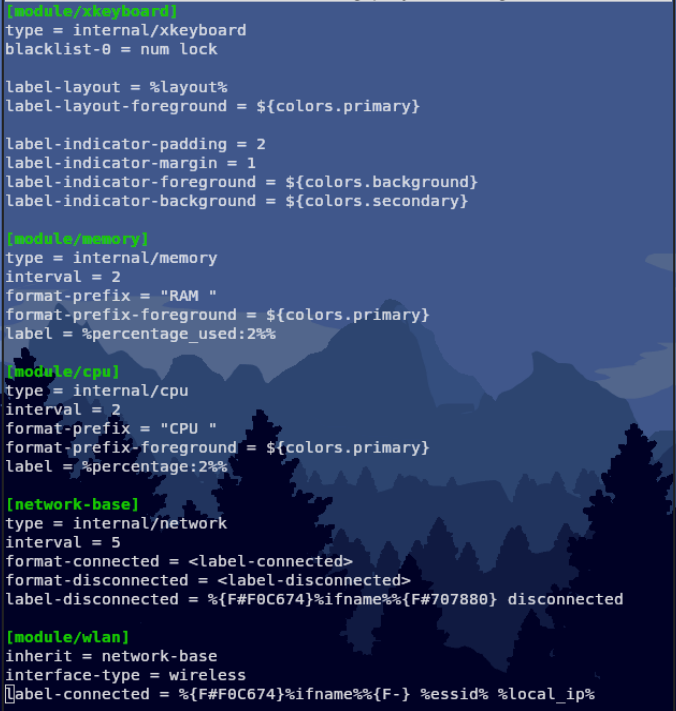 [module/xkeyboard]
type = internal/xkeyboard
blacklist-0 = num lock
label-layout = %layout%
label-layout-foreground = ${colors.primary}
label-indicator-padding = 2
label-indicator-margin = 1
label-indicator-foreground = ${colors.background}
label-indicator-background = ${colors.secondary}
[module/memory]
type = internal/memory
interval = 2
format-prefix = "RAM "
format-prefix-foreground = ${colors.primary}
label = %percentage_used:2%%
[module/cpu]
type = internal/cpu
interval = 2
format-prefix = "CPU "
format-prefix-foreground = ${colors.primary}
label = %percentage:2%%
[network-base]
type = internal/network
interval = 5
format-connected = <label-connected>
format-disconnected = <label-disconnected>
label-disconnected = %{F#F0C674}%ifname%%{F#707880} disconnected
[module/wlan]
inherit = network-base
interface-type = wireless
label-connected = %{F#F0C674}%ifname%%{F-} %essid% %local_ip%